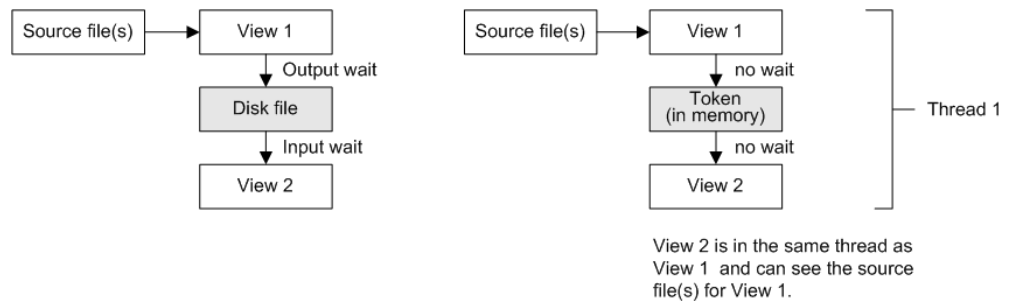 Source file(s)
View 1
Output wait
Disk file
Input wait
View 2
Source file(s)
View 1
no wait
Token
(in memory)
no wait
View 2
Thread 1
View 2 is in the same thread as
View 1 and can see the source
file(s) for View 1.